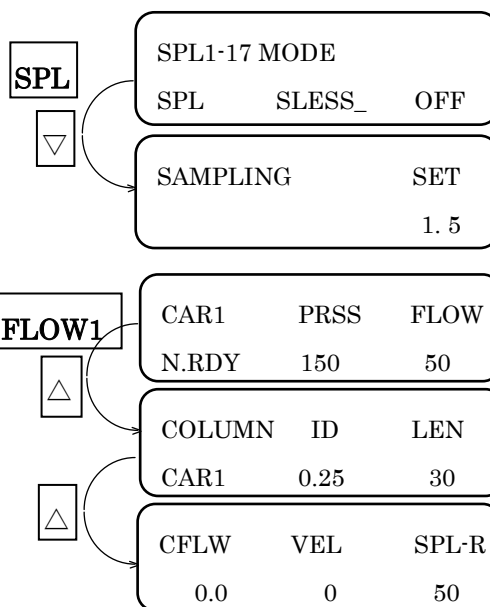 SPL
▽
SPL1-17 MODE
SPL SLESS_ OFF
SAMPLING SET
1. 5
FLOW1
△
CAR1 PRSS FLOW
N.RDY 150 50
COLUMN ID LEN
CAR1 0.25 30
△
CFLW VEL SPL-R
0.0 0 50